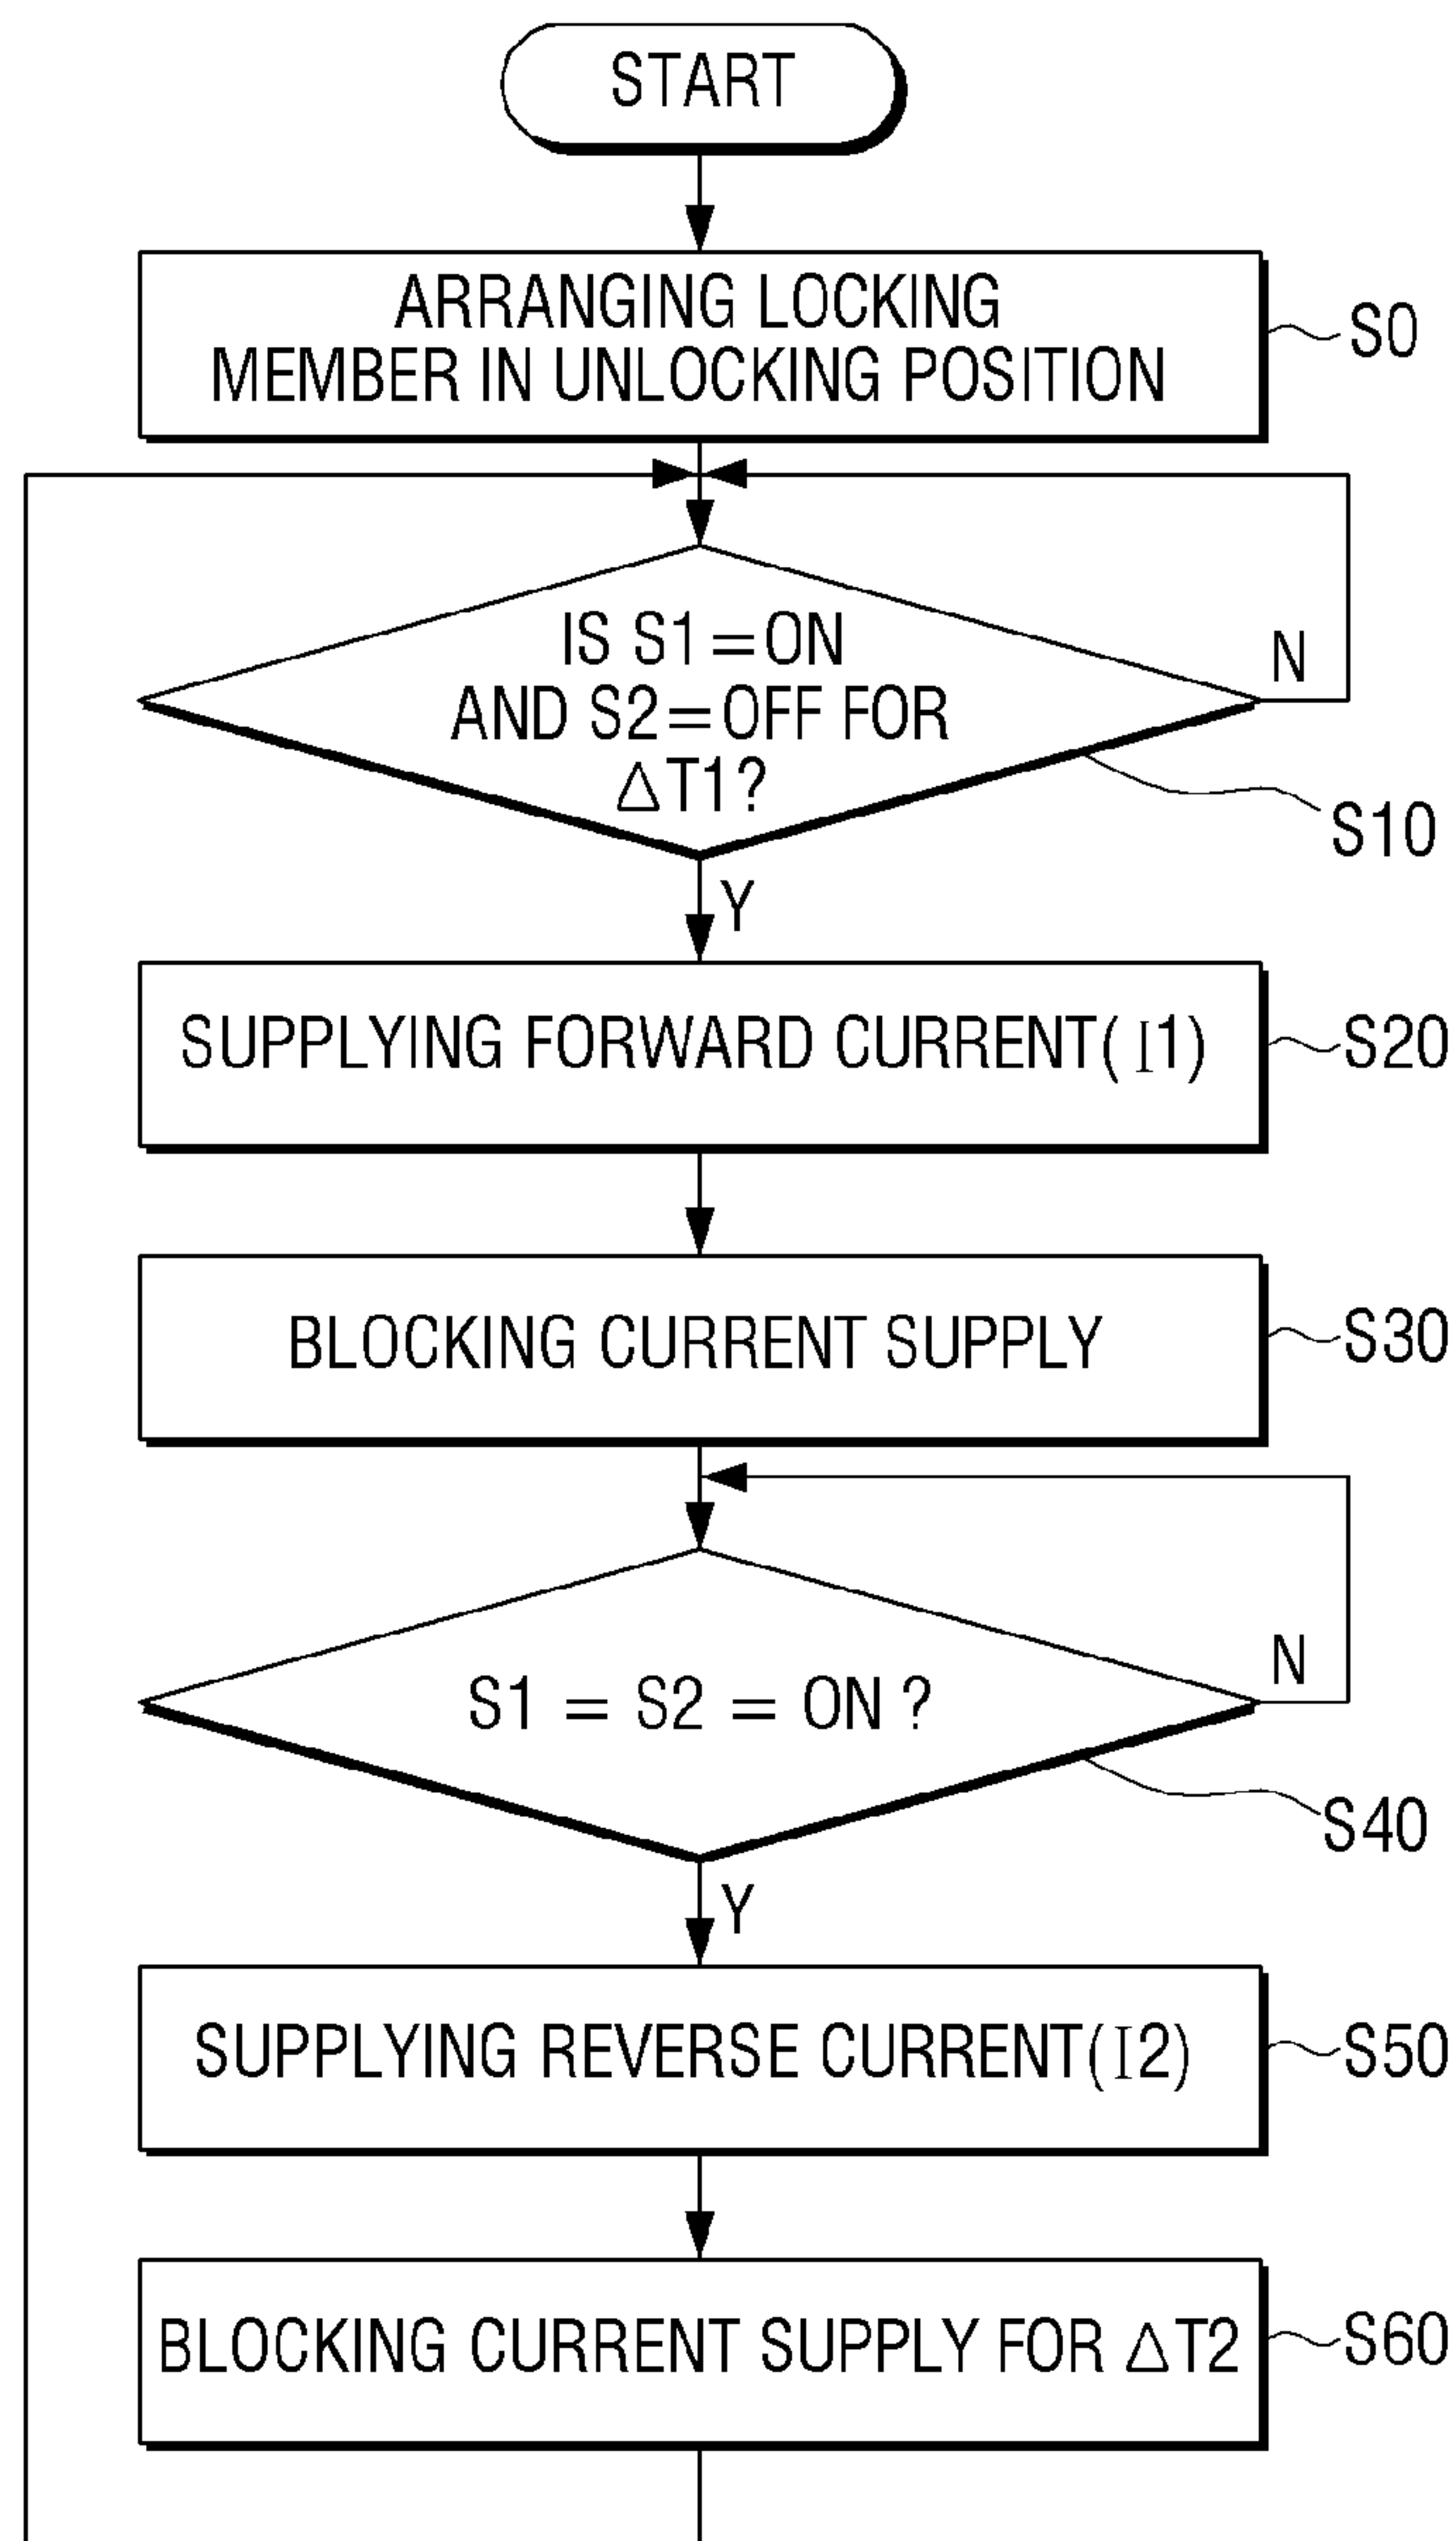 START
ARRANGING LOCKING
MEMBER IN UNLOCKING POSITION
S0
IS S1=ON
AND S2=OFF FOR
△T1?
N
S10
Y
SUPPLYING FORWARD CURRENT(I1)
S20
BLOCKING CURRENT SUPPLY
S30
S1 = S2 = ON ?
N
S40
Y
SUPPLYING REVERSE CURRENT(I2)
S50
BLOCKING CURRENT SUPPLY FOR △T2
S60